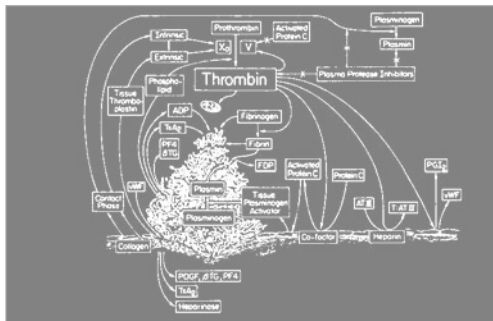 Prothrombin
Activated
Protein C
Plasminogen
Intrinsic
Xa
V
Plasmin
Extrinsic
Phospho-
lipid
Thrombin
Plasma Protease Inhibitors
Tissue
Thrombo-
plastin
ADP
Fibrinogen
TxA2
Fibrin
PF4
βTG
FDP
Activated
Protein C
Protein C
PGI2
vWF
Plasmin
Tissue
Plasminogen
Activator
Contact
Phase
Plasminogen
AT III
T-AT III
vWF
Collagen
Co-factor
Heparin
PDGF, βTG, PF4
TxA2
Heparinase